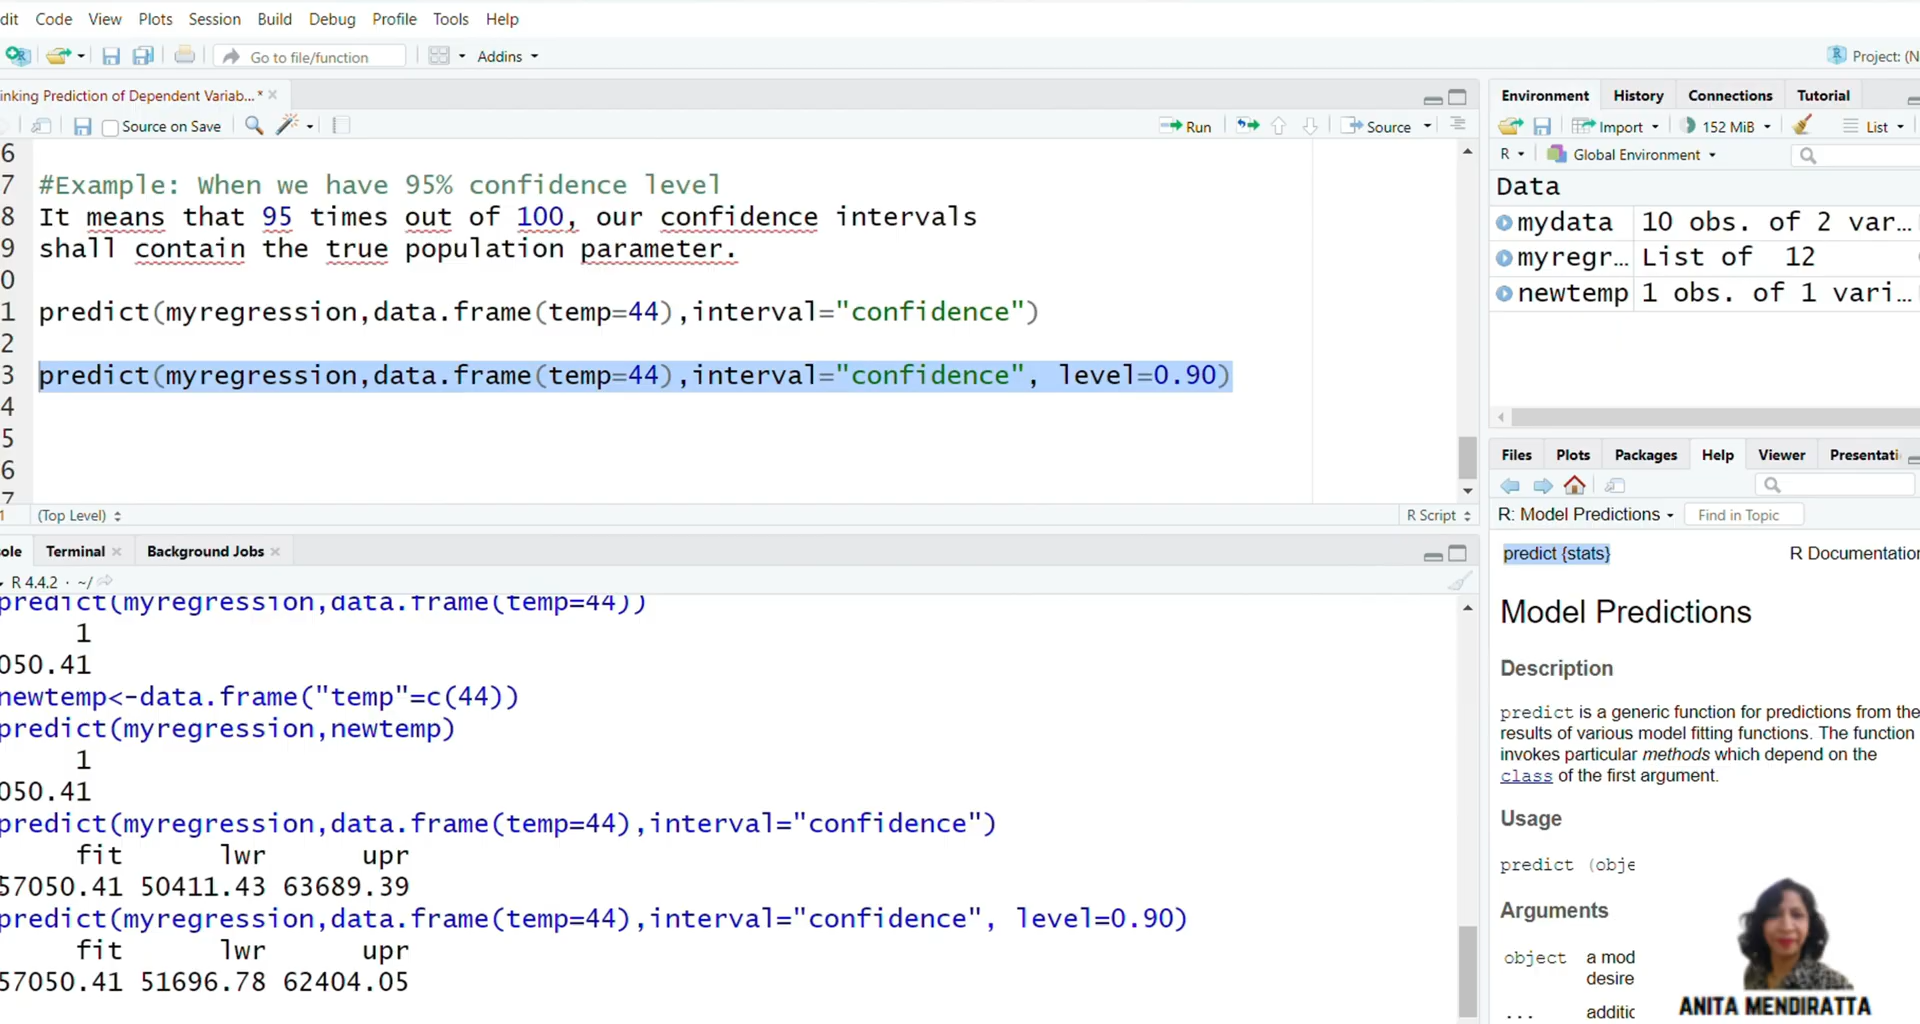 dit Code View Plots Session Build Debug Profile Tools Help
Go to file/function Addins Project: (N
inking Prediction of Dependent Variab...* ×
Source on Save Run Source
6
7 #Example: When we have 95% confidence level
8 It means that 95 times out of 100, our confidence intervals
9 shall contain the true population parameter.
0
1 predict(myregression,data.frame(temp=44),interval="confidence")
2
3 predict(myregression,data.frame(temp=44),interval="confidence", level=0.90)
4
5
6
7
1 (Top Level) R Script
ole Terminal × Background Jobs ×
R 4.4.2 · ~/
predict(myregression,data.frame(temp=44))
1
050.41
newtemp<-data.frame("temp"=c(44))
predict(myregression,newtemp)
1
050.41
predict(myregression,data.frame(temp=44),interval="confidence")
fit lwr upr
57050.41 50411.43 63689.39
predict(myregression,data.frame(temp=44),interval="confidence", level=0.90)
fit lwr upr
57050.41 51696.78 62404.05
Environment History Connections Tutorial
Import 152 MiB List
R Global Environment
Data
mydata 10 obs. of 2 var...
myregr... List of 12
newtemp 1 obs. of 1 vari...
Files Plots Packages Help Viewer Presentati
R: Model Predictions Find in Topic
predict {stats} R Documentation
Model Predictions
Description
predict is a generic function for predictions from the
results of various model fitting functions. The function
invokes particular methods which depend on the
class of the first argument.
Usage
predict (obje
Arguments
object a mod
desire
... additic
ANITA MENDIRATTA